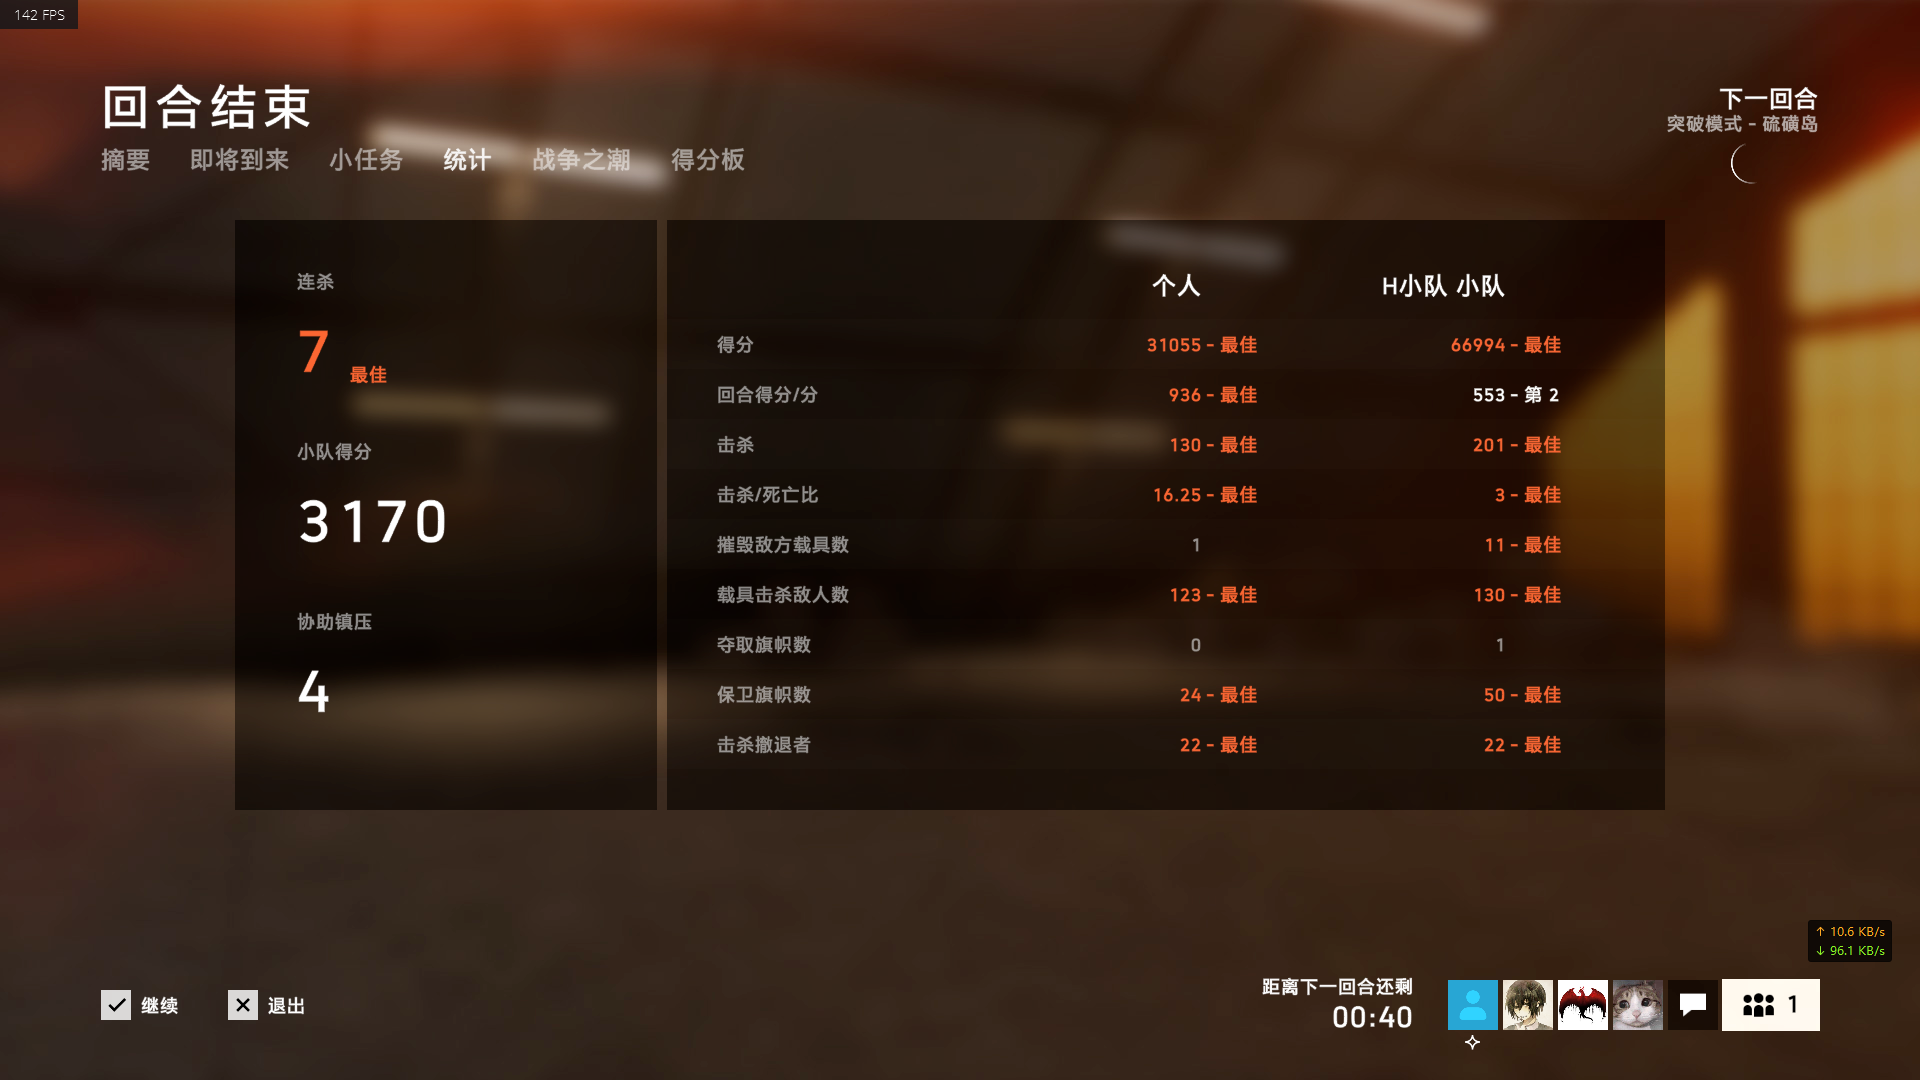 142 FPS
回合结束
下一回合
突破模式 - 硫磺岛
摘要 即将到来 小任务 统计 战争之潮 得分板
连杀
7 最佳
小队得分
3170
协助镇压
4
个人 H小队 小队
得分 31055 - 最佳 66994 - 最佳
回合得分/分 936 - 最佳 553 - 第 2
击杀 130 - 最佳 201 - 最佳
击杀/死亡比 16.25 - 最佳 3 - 最佳
摧毁敌方载具数 1 11 - 最佳
载具击杀敌人数 123 - 最佳 130 - 最佳
夺取旗帜数 0 1
保卫旗帜数 24 - 最佳 50 - 最佳
击杀撤退者 22 - 最佳 22 - 最佳
↑ 10.6 KB/s
↓ 96.1 KB/s
继续 退出
距离下一回合还剩
00:40
1